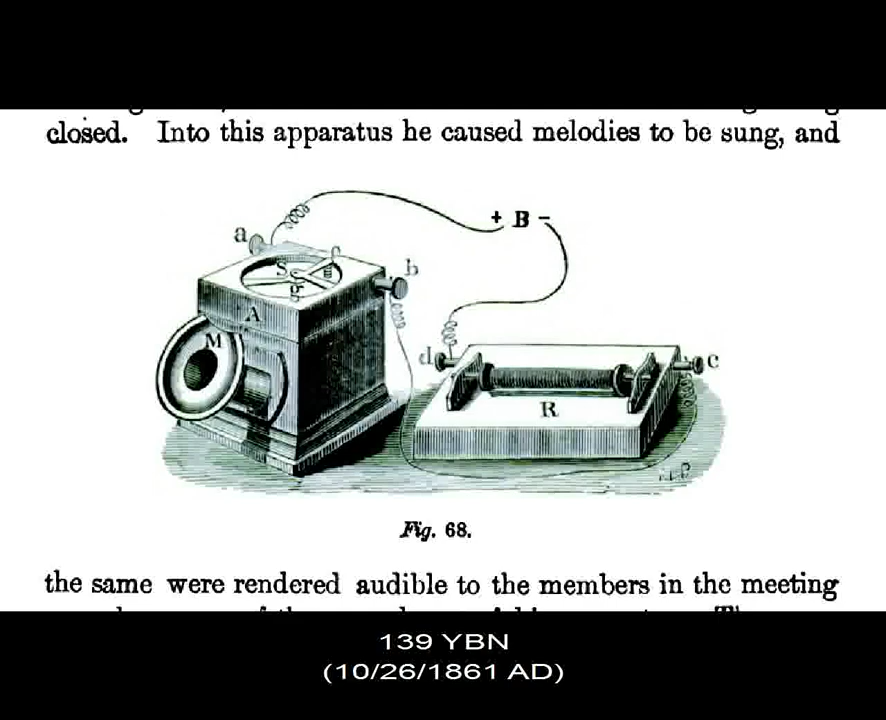 closed. Into this apparatus he caused melodies to be sung, and
+ B -
a
f
S
b
g
A
M
d
c
R
Fig. 68.
the same were rendered audible to the members in the meeting
139 YBN
(10/26/1861 AD)